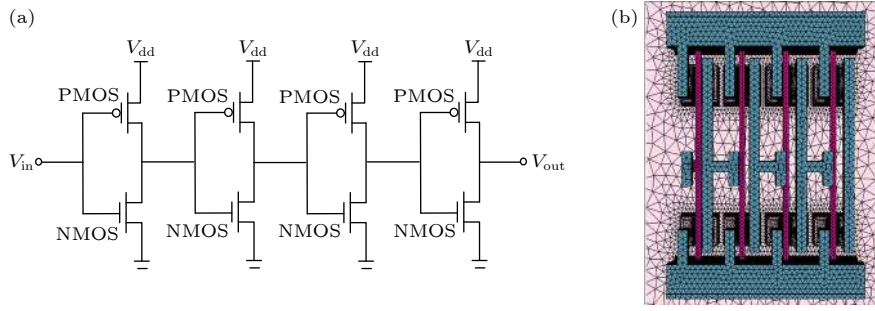 (a)
(b)
V_dd V_dd V_dd V_dd
PMOS PMOS PMOS PMOS
V_in V_out
NMOS NMOS NMOS NMOS